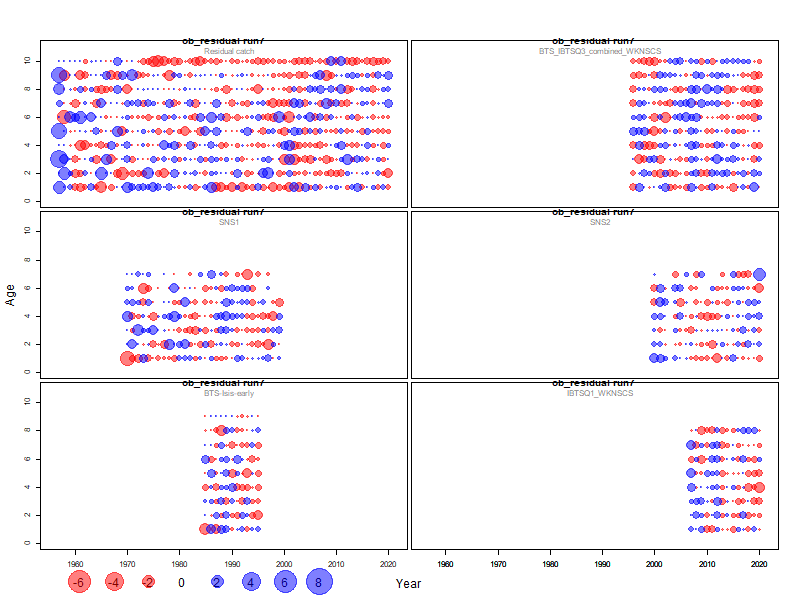 ob_residual run7 ob_residual run7
Residual catch BTS_IBTSQ3_combined_WKNSCS
10
8
6
4
2
0
ob_residual run7 ob_residual run7
SNS1 SNS2
10
8
6
4
2
0
Age
ob_residual run7 ob_residual run7
BTS-Isis-early IBTSQ1_WKNSCS
10
8
6
4
2
0
1960 1970 1980 1990 2000 2010 2020 1960 1970 1980 1990 2000 2010 2020
-6 -4 -2 0 2 4 6 8 Year